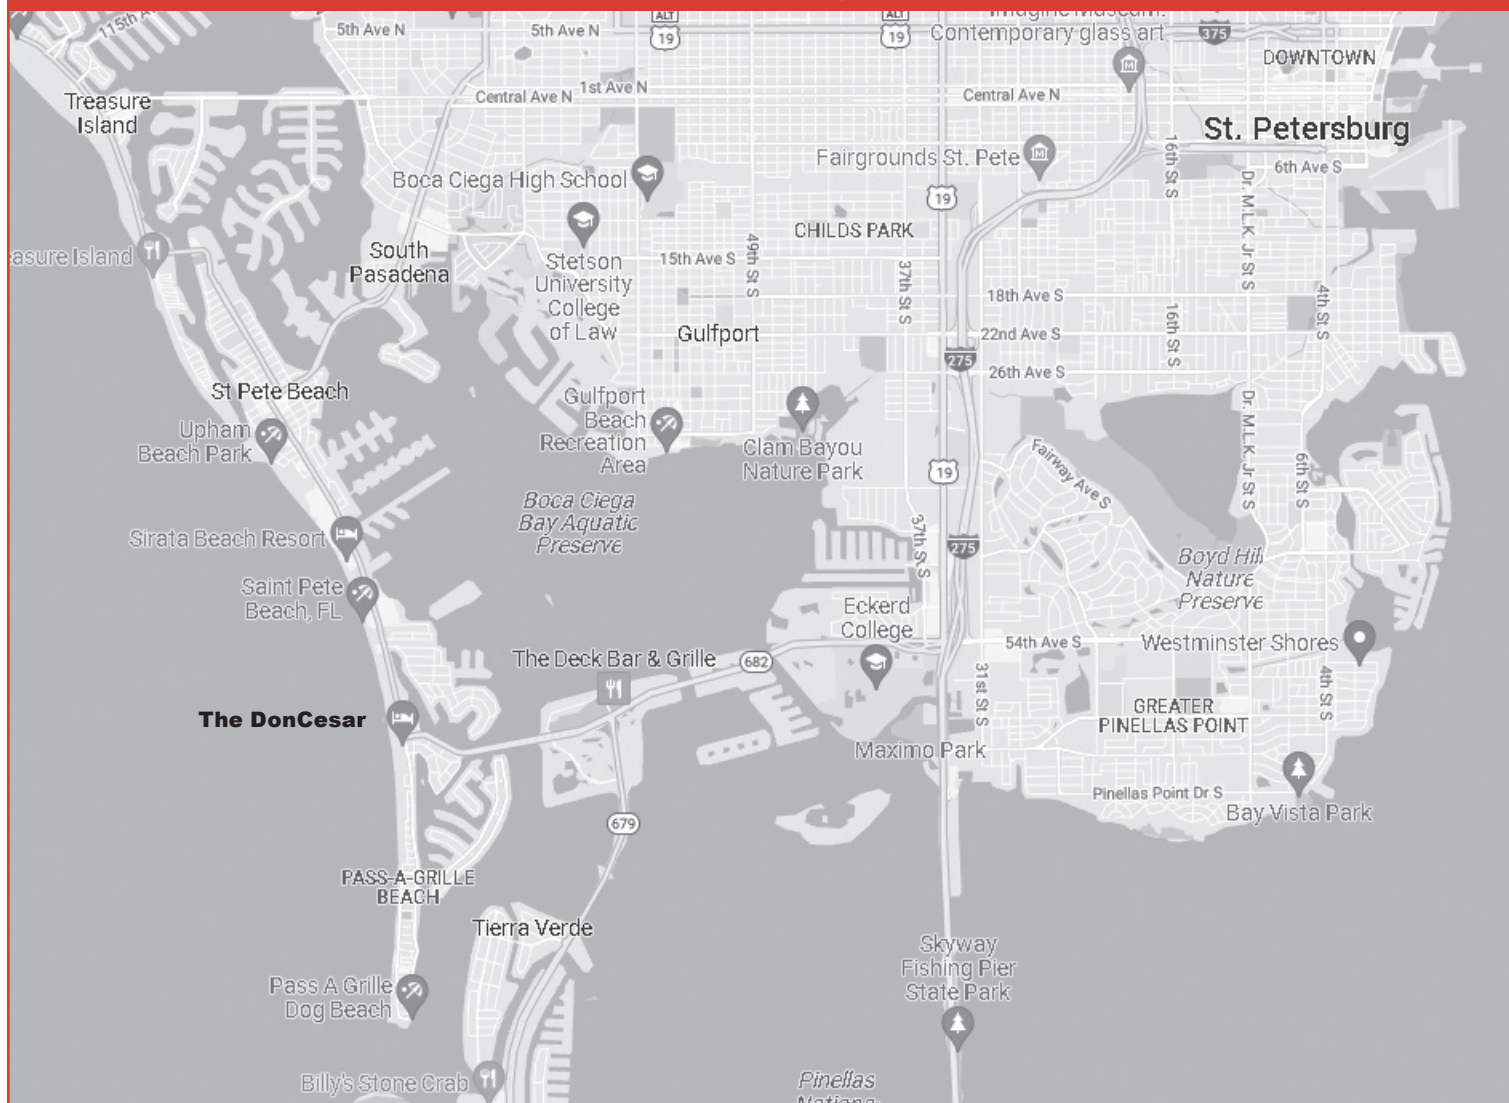 115th Ave
5th Ave N
5th Ave N
ALT
19
ALT
19
Imagine Museum:
Contemporary glass art
375
DOWNTOWN
Treasure
Island
Central Ave N
1st Ave N
Central Ave N
St. Petersburg
16th St S
6th Ave S
Fairgrounds St. Pete
Boca Ciega High School
Dr. M.L.K. Jr St S
19
CHILDS PARK
easure Island
South
Pasadena
Stetson
University
College
of Law
15th Ave S
49th St S
37th St S
18th Ave S
4th St S
16th St S
Gulfport
22nd Ave S
275
26th Ave S
St Pete Beach
Gulfport
Beach
Recreation
Area
Upham
Beach Park
Clam Bayou
Nature Park
Dr. M.L.K. Jr St S
Fairway Ave S
19
6th St S
Boca Ciega
Bay Aquatic
Preserve
Sirata Beach Resort
37th St S
275
Boyd Hill
Nature
Preserve
Saint Pete
Beach, FL
Eckerd
College
54th Ave S
Westminster Shores
The Deck Bar & Grille
682
31st St S
4th St S
The DonCesar
GREATER
PINELLAS POINT
Maximo Park
Pinellas Point Dr S
Bay Vista Park
679
PASS-A-GRILLE
BEACH
Tierra Verde
Skyway
Fishing Pier
State Park
Pass A Grille
Dog Beach
Billy's Stone Crab
Pinellas